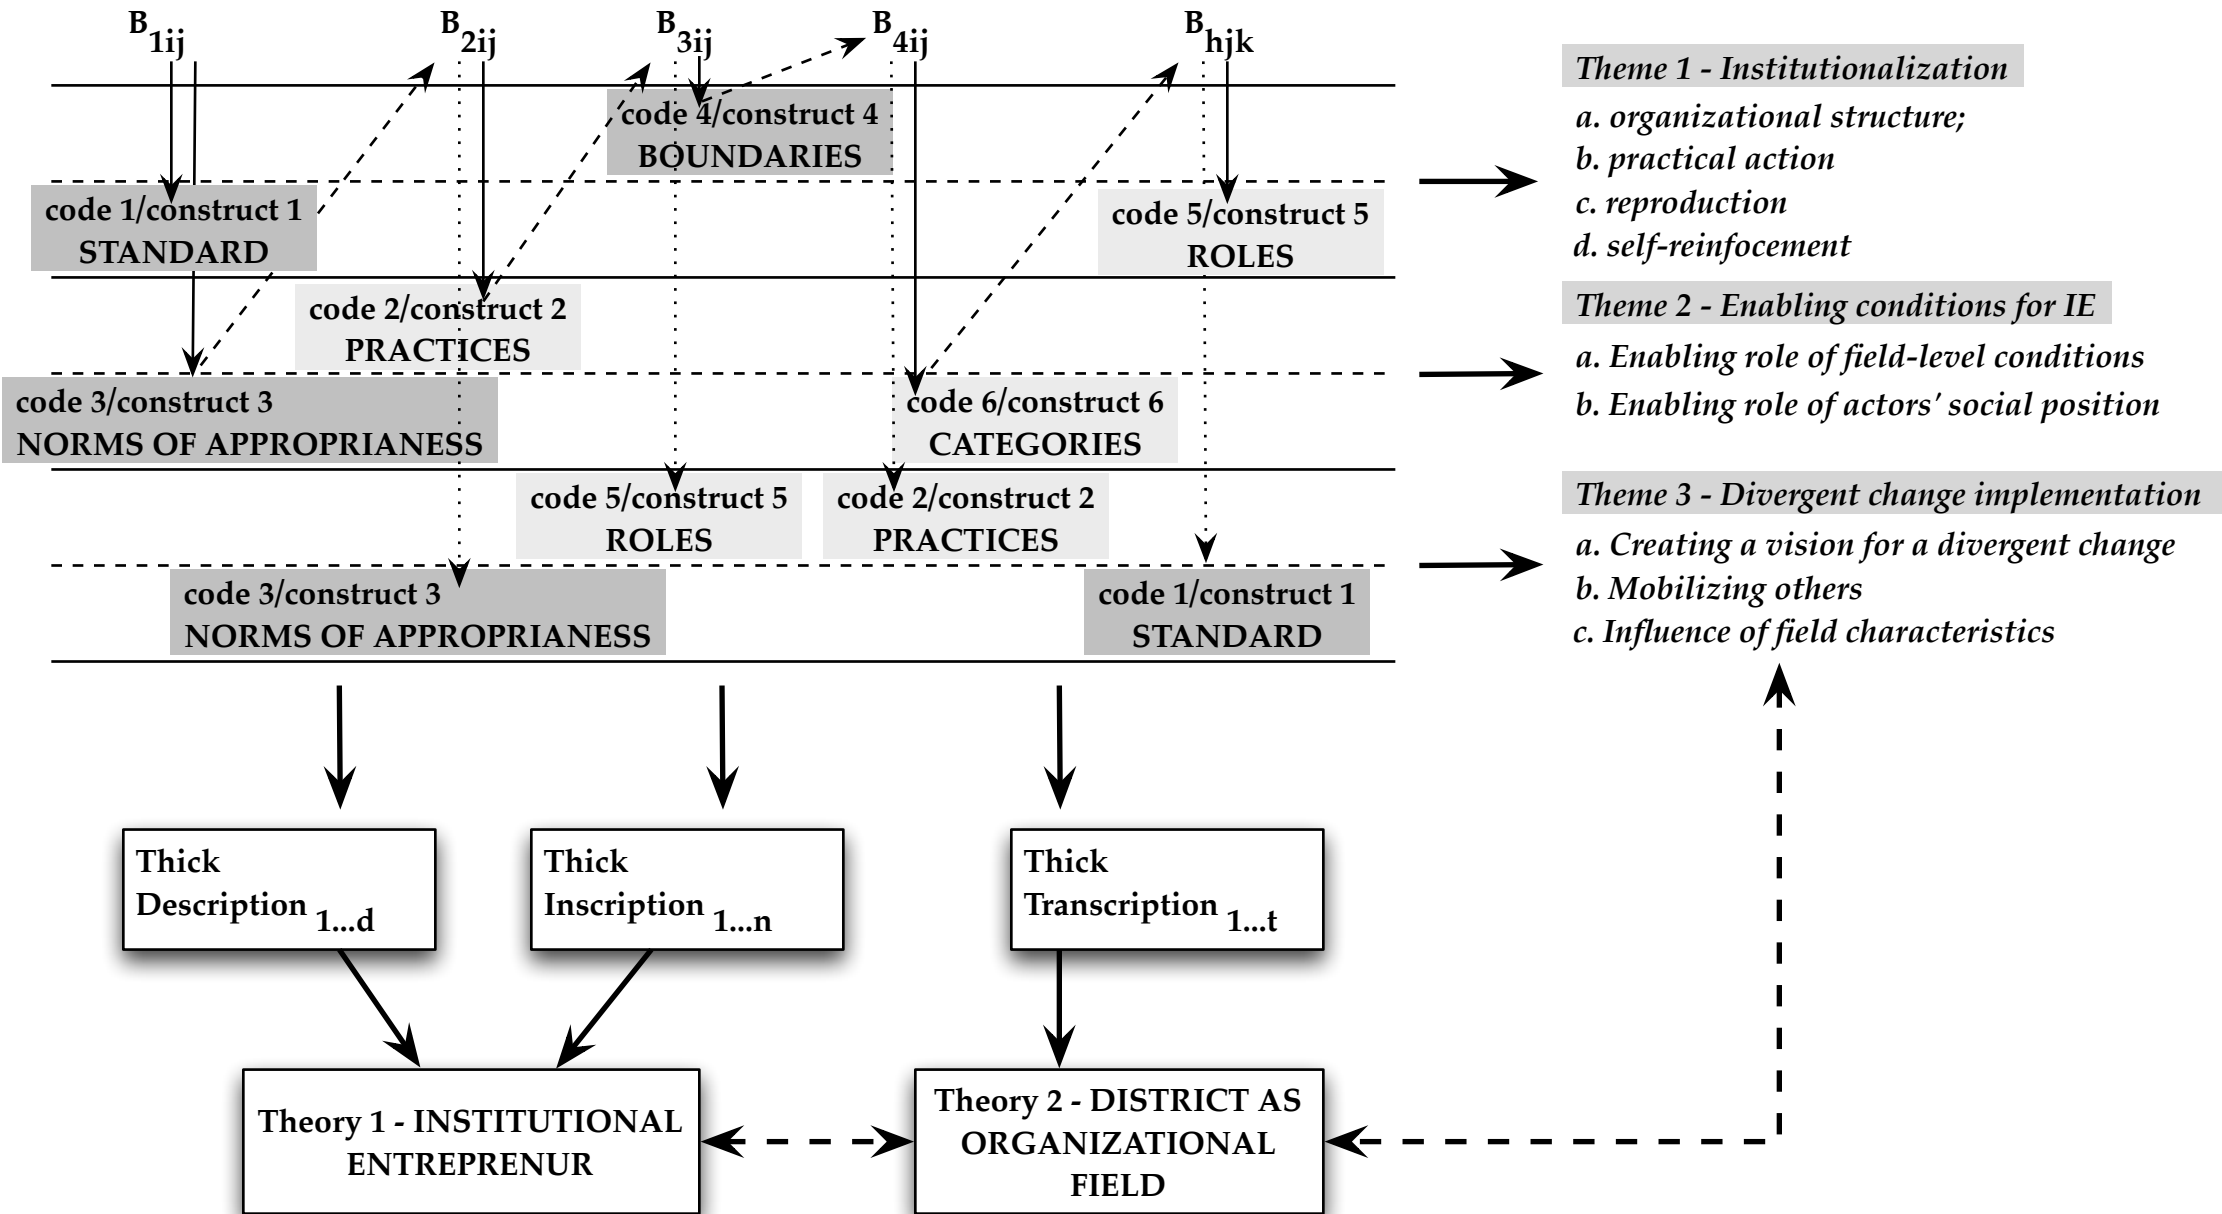 B1ij
B2ij
B3ij
B4ij
Bhjk
code 4/construct 4
BOUNDARIES
code 1/construct 1
STANDARD
code 5/construct 5
ROLES
code 2/construct 2
PRACTICES
code 3/construct 3
NORMS OF APPROPRIANESS
code 6/construct 6
CATEGORIES
code 5/construct 5
ROLES
code 2/construct 2
PRACTICES
code 3/construct 3
NORMS OF APPROPRIANESS
code 1/construct 1
STANDARD
Theme 1 - Institutionalization
a. organizational structure;
b. practical action
c. reproduction
d. self-reinfocement
Theme 2 - Enabling conditions for IE
a. Enabling role of field-level conditions
b. Enabling role of actors' social position
Theme 3 - Divergent change implementation
a. Creating a vision for a divergent change
b. Mobilizing others
c. Influence of field characteristics
Thick
Description 1...d
Thick
Inscription 1...n
Thick
Transcription 1...t
Theory 1 - INSTITUTIONAL
ENTREPRENUR
Theory 2 - DISTRICT AS
ORGANIZATIONAL
FIELD